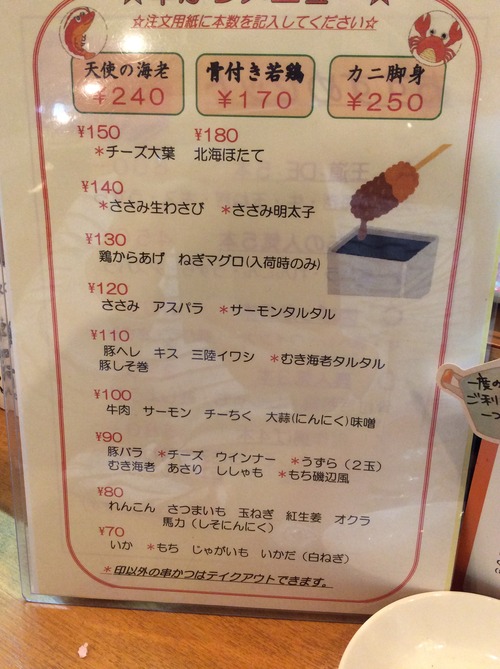 ☆注文用紙に本数を記入してください☆
天使の海老 骨付き若鶏 カニ脚身
¥240 ¥170 ¥250
¥150 ¥180
*チーズ大葉 北海ほたて
¥140
*ささみ生わさび *ささみ明太子
¥130
鶏からあげ ねぎマグロ(入荷時のみ)
¥120
ささみ アスパラ *サーモンタルタル
¥110
豚ヘレ キス 三陸イワシ *むき海老タルタル
豚しそ巻
¥100
牛肉 サーモン チーちく 大蒜(にんにく)味噌
¥90
豚バラ *チーズ ウインナー *うずら(2玉)
むき海老 あさり ししゃも *もち磯辺風
¥80
れんこん さつまいも 玉ねぎ 紅生姜 オクラ
馬力(しそにんにく)
¥70
いか *もち じゃがいも いかだ(白ねぎ)
*印以外の串かつはテイクアウトできます。
一度の
ご利